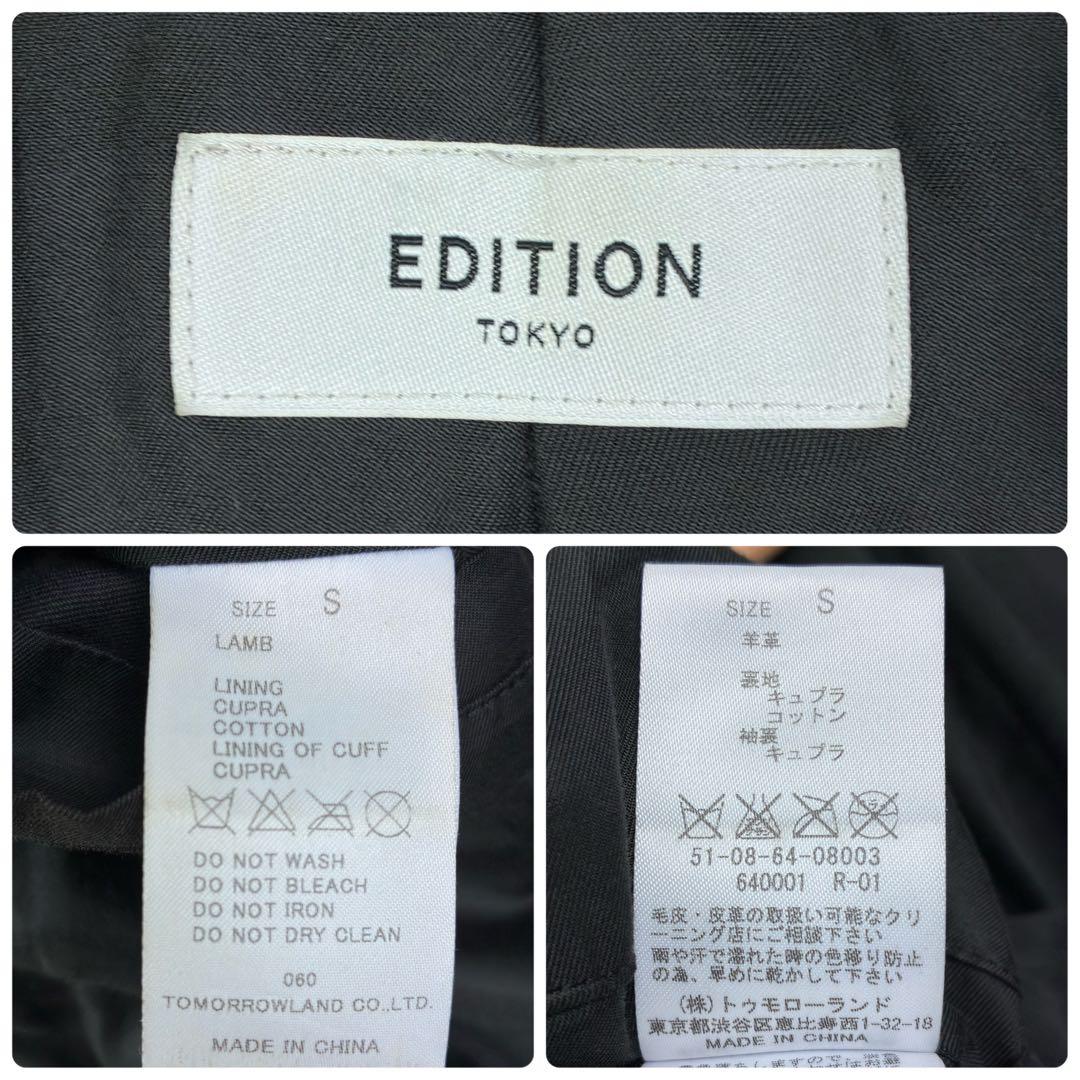 EDITION
TOKYO
SIZE S
LAMB
LINING
CUPRA
COTTON
LINING OF CUFF
CUPRA
DO NOT WASH
DO NOT BLEACH
DO NOT IRON
DO NOT DRY CLEAN
060
TOMORROWLAND CO.,LTD.
MADE IN CHINA
SIZE S
羊革
裏地
キュプラ
コットン
袖裏
キュプラ
51-08-64-08003
640001 R-01
毛皮・皮革の取扱い可能なクリ
ーニング店にご相談下さい
雨や汗で濡れた時の色移り防止
の為、早めに乾かして下さい
(株)トゥモローランド
東京都渋谷区恵比寿西1-32-18
MADE IN CHINA